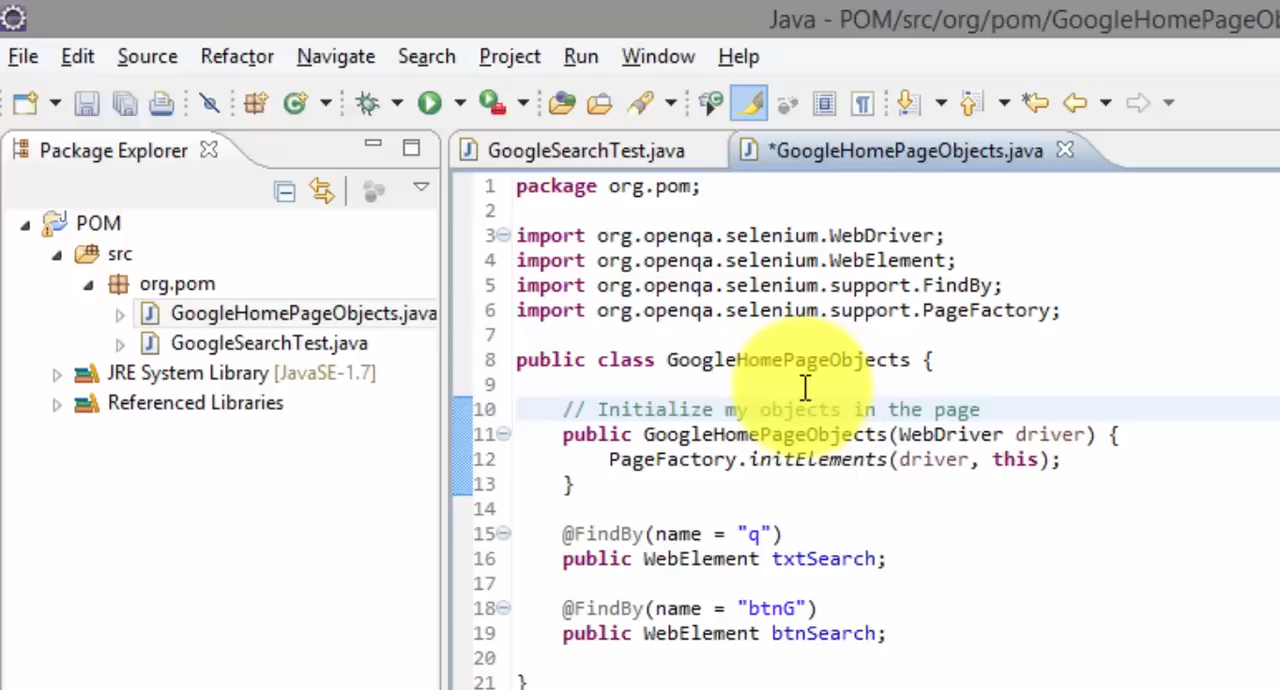 Java - POM/src/org/pom/GoogleHomePageOb
File Edit Source Refactor Navigate Search Project Run Window Help
Package Explorer
GoogleSearchTest.java
*GoogleHomePageObjects.java
POM
src
org.pom
GoogleHomePageObjects.java
GoogleSearchTest.java
JRE System Library [JavaSE-1.7]
Referenced Libraries
1 package org.pom;
2
3 import org.openqa.selenium.WebDriver;
4 import org.openqa.selenium.WebElement;
5 import org.openqa.selenium.support.FindBy;
6 import org.openqa.selenium.support.PageFactory;
7
8 public class GoogleHomePageObjects {
9
10 // Initialize my objects in the page
11 public GoogleHomePageObjects(WebDriver driver) {
12 PageFactory.initElements(driver, this);
13 }
14
15 @FindBy(name = "q")
16 public WebElement txtSearch;
17
18 @FindBy(name = "btnG")
19 public WebElement btnSearch;
20
21 }